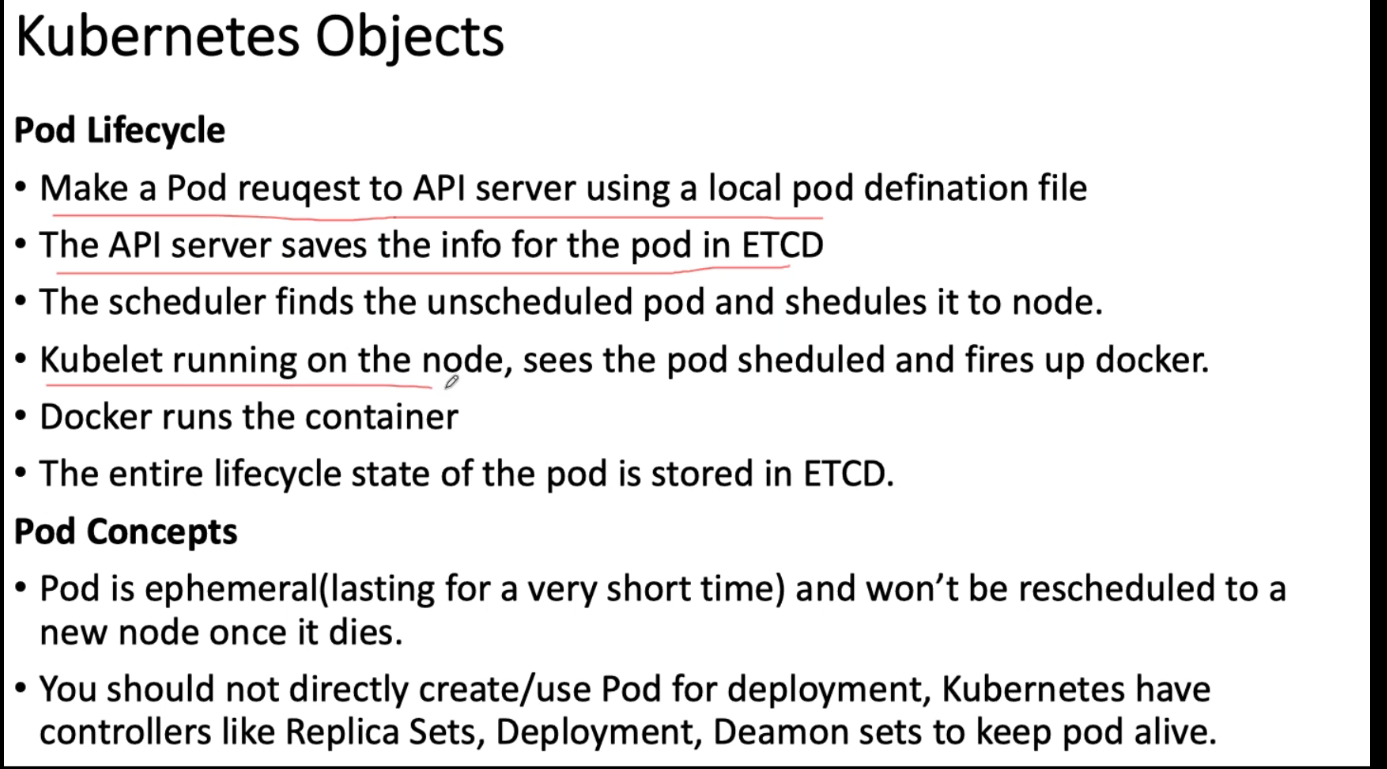 Kubernetes Objects
Pod Lifecycle
• Make a Pod reuqest to API server using a local pod defination file
• The API server saves the info for the pod in ETCD
• The scheduler finds the unscheduled pod and shedules it to node.
• Kubelet running on the node, sees the pod sheduled and fires up docker.
• Docker runs the container
• The entire lifecycle state of the pod is stored in ETCD.
Pod Concepts
• Pod is ephemeral(lasting for a very short time) and won’t be rescheduled to a
new node once it dies.
• You should not directly create/use Pod for deployment, Kubernetes have
controllers like Replica Sets, Deployment, Deamon sets to keep pod alive.